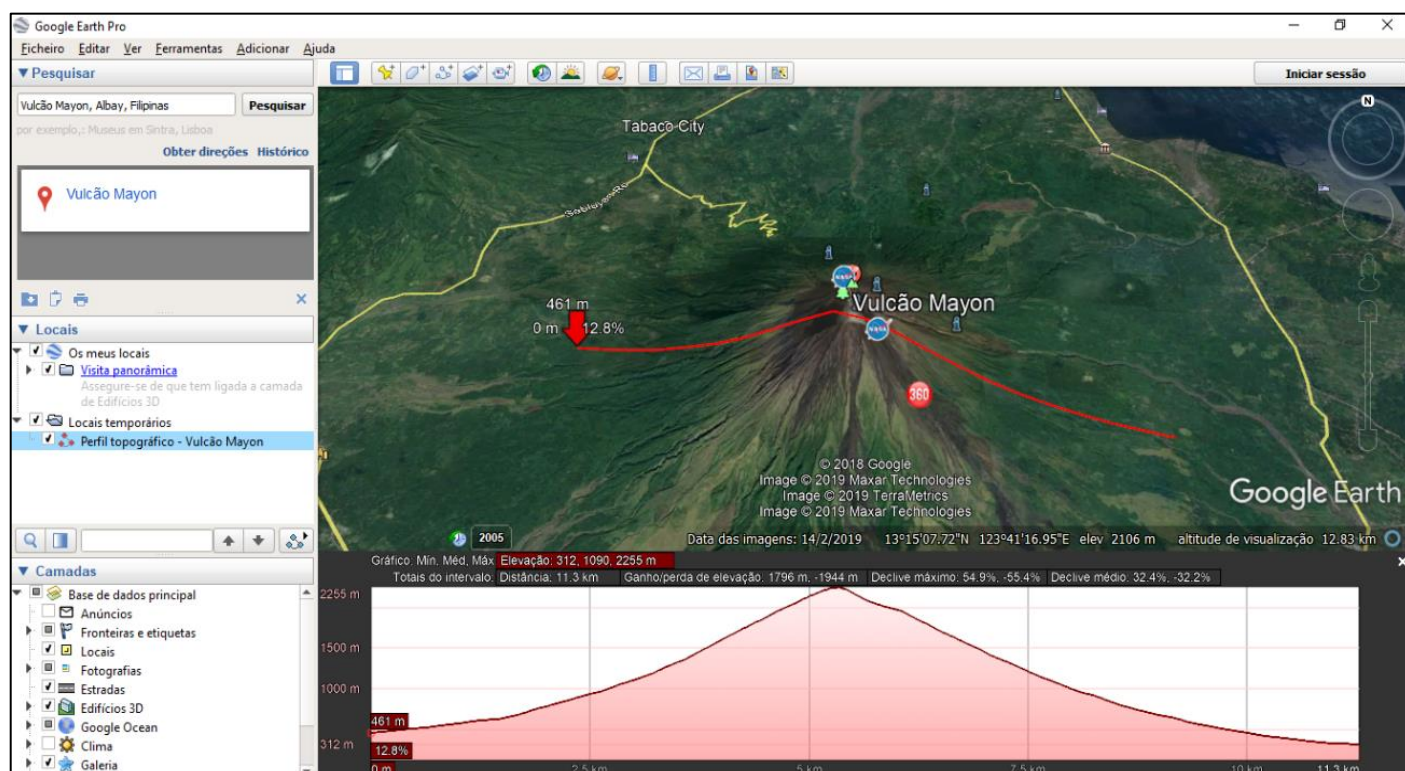 Google Earth Pro
Ficheiro Editar Ver Ferramentas Adicionar Ajuda
Pesquisar
Vulcão Mayon, Albay, Filipinas
Pesquisar
por exemplo,: Museus em Sintra, Lisboa
Obter direções Histórico
Vulcão Mayon
Locais
Os meus locais
Visita panorâmica
Assegure-se de que tem ligada a camada
de Edifícios 3D
Locais temporários
Perfil topográfico - Vulcão Mayon
Camadas
Base de dados principal
Anúncios
Fronteiras e etiquetas
Locais
Fotografias
Estradas
Edifícios 3D
Google Ocean
Clima
Galeria
Iniciar sessão
N
Tabaco City
NASA
Vulcão Mayon
461 m
0 m 12.8%
NASA
360
© 2018 Google
Image © 2019 Maxar Technologies
Image © 2019 TerraMetrics
Image © 2019 Maxar Technologies
Google Earth
2005
Data das imagens: 14/2/2019 13°15'07.72"N 123°41'16.95"E elev 2106 m altitude de visualização 12.83 km
Gráfico: Mín. Méd, Máx Elevação: 312, 1090, 2255 m
Totais do intervalo: Distância: 11.3 km Ganho/perda de elevação: 1796 m, -1944 m Declive máximo: 54.9%, -55.4% Declive médio: 32.4%, -32.2%
2255 m
1500 m
1000 m
461 m
312 m
12.8%
0 m 2.5 km 5 km 7.5 km 10 km 11.3 km